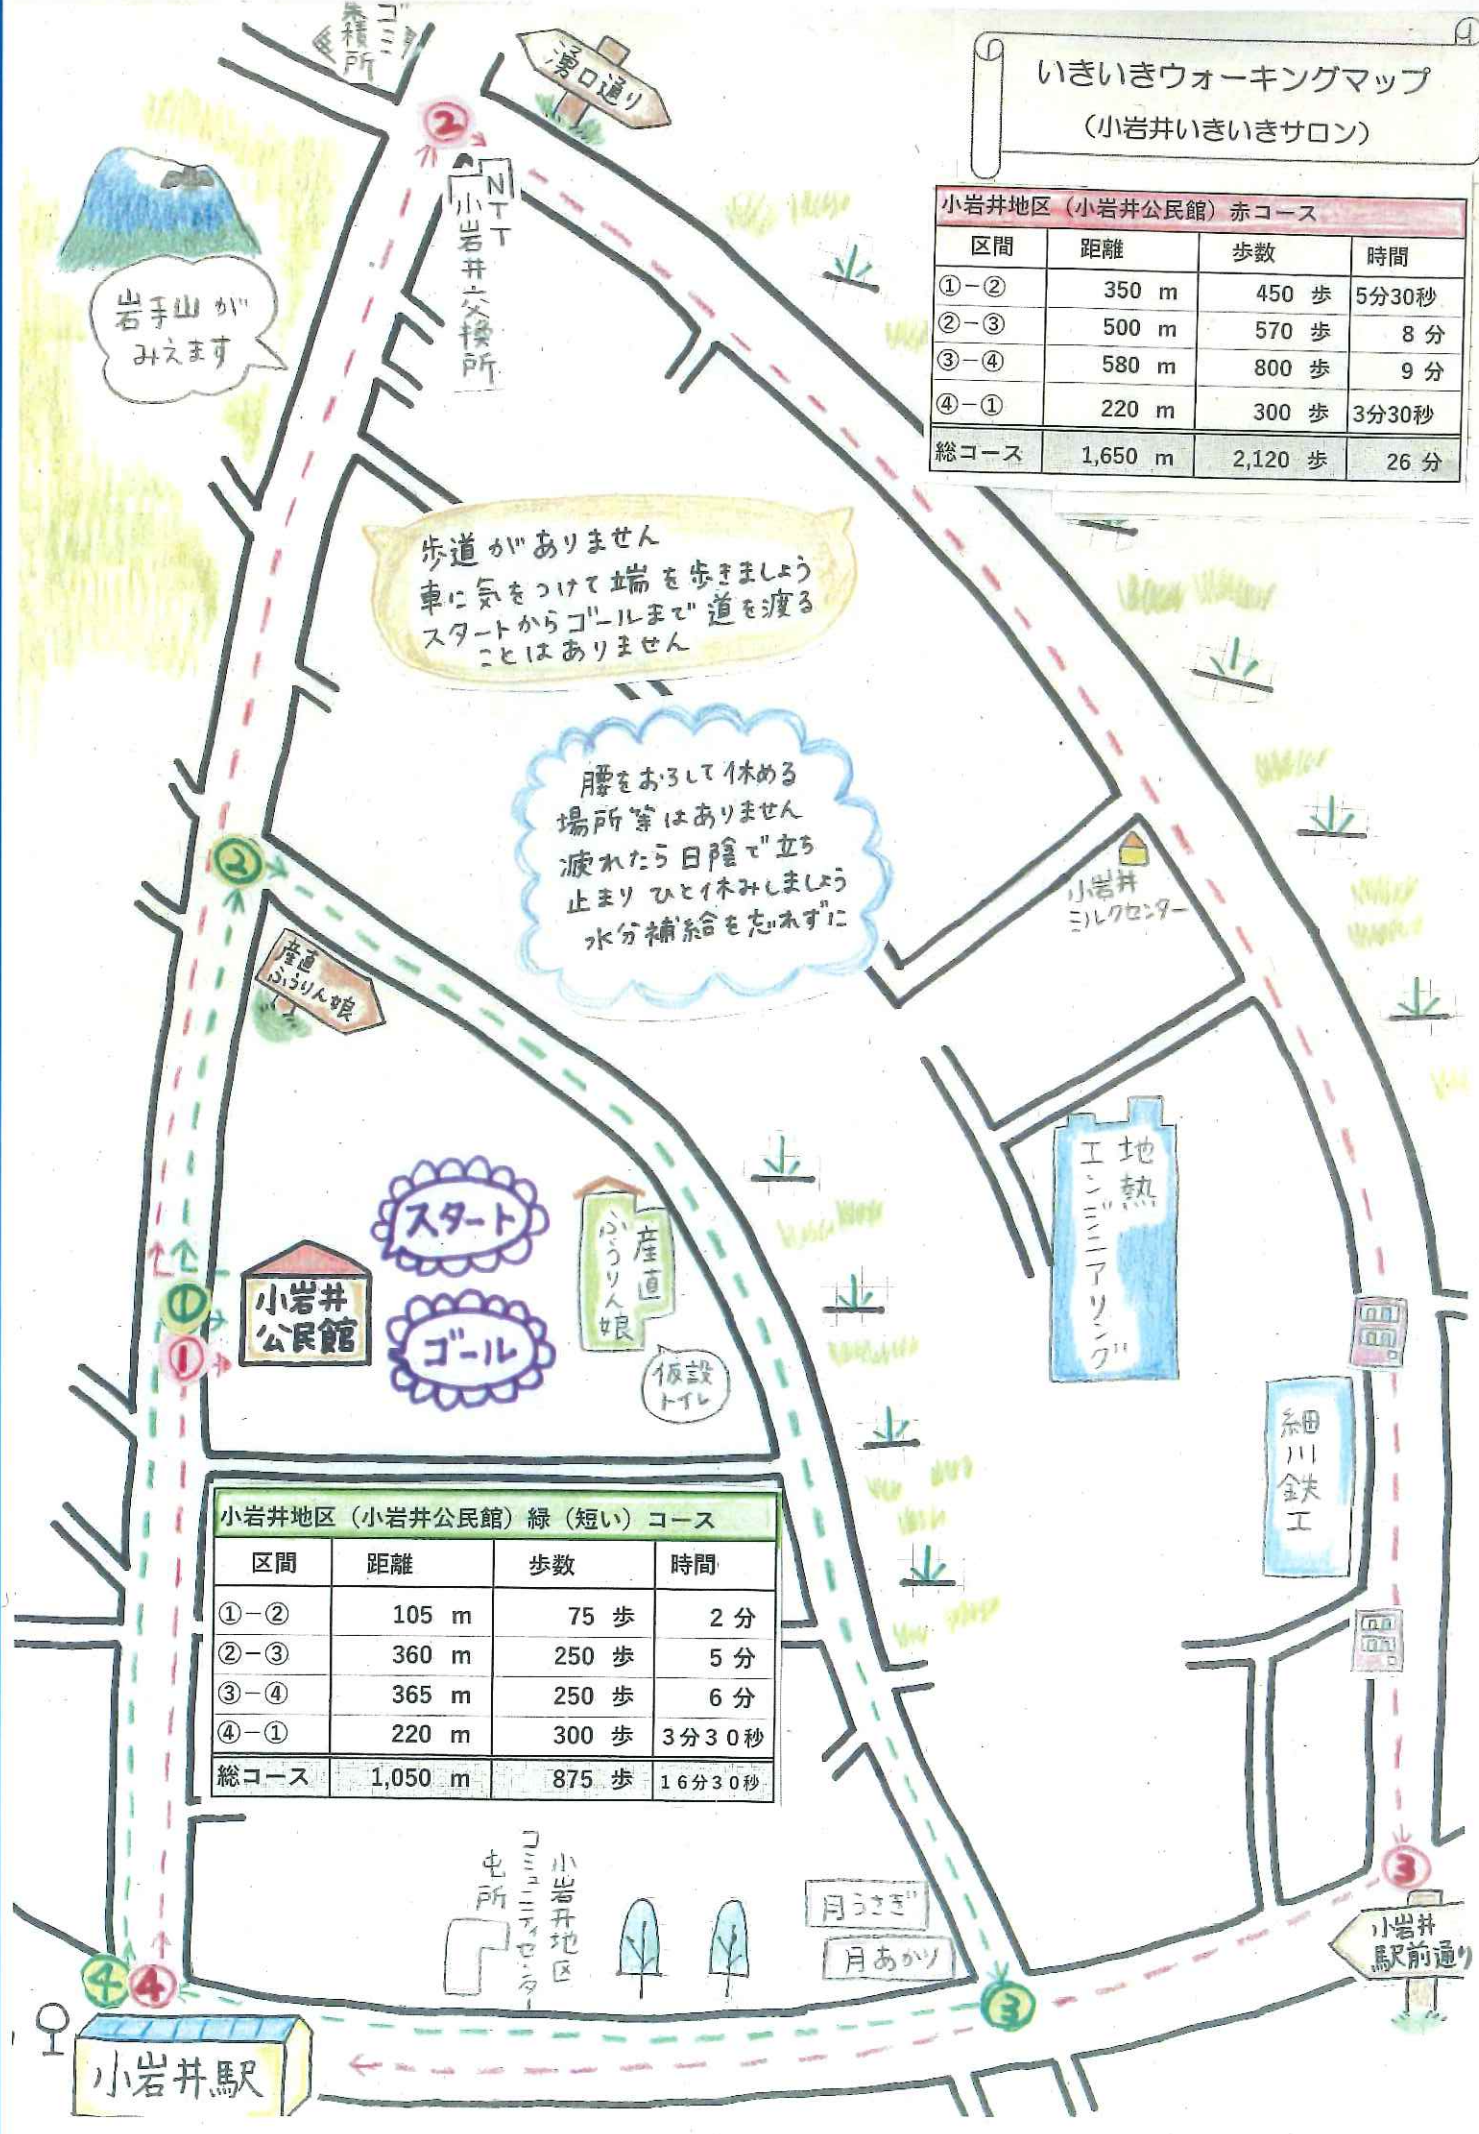 いきいきウォーキングマップ
（小岩井いきいきサロン）
小岩井地区（小岩井公民館）赤コース
区間 距離 歩数 時間
①－② 350 m 450 歩 5分30秒
②－③ 500 m 570 歩 8 分
③－④ 580 m 800 歩 9 分
④－① 220 m 300 歩 3分30秒
総コース 1,650 m 2,120 歩 26 分
ゴミ
集積所
湧口通り
②
NTT
小岩井交換所
岩手山が
みえます
歩道がありません
車に気をつけて端を歩きましょう
スタートからゴールまで道を渡る
ことはありません
腰をおろして休める
場所等はありません
疲れたら日陰で立ち
止まりひと休みしましょう
水分補給を忘れずに
②
産直
ふうりん娘
小岩井
ミルクセンター
地熱
エンジニアリング
スタート
ゴール
小岩井
公民館
①
①
産直
ふうりん娘
仮設
トイレ
細川鉄工
小岩井地区（小岩井公民館）緑（短い）コース
区間 距離 歩数 時間
①－② 105 m 75 歩 2 分
②－③ 360 m 250 歩 5 分
③－④ 365 m 250 歩 6 分
④－① 220 m 300 歩 3分３０秒
総コース 1,050 m 875 歩 １６分３０秒
小岩井地区
コミュニティセンター
屯所
月うさぎ
月あかり
③
小岩井
駅前通り
④
④
③
小岩井駅